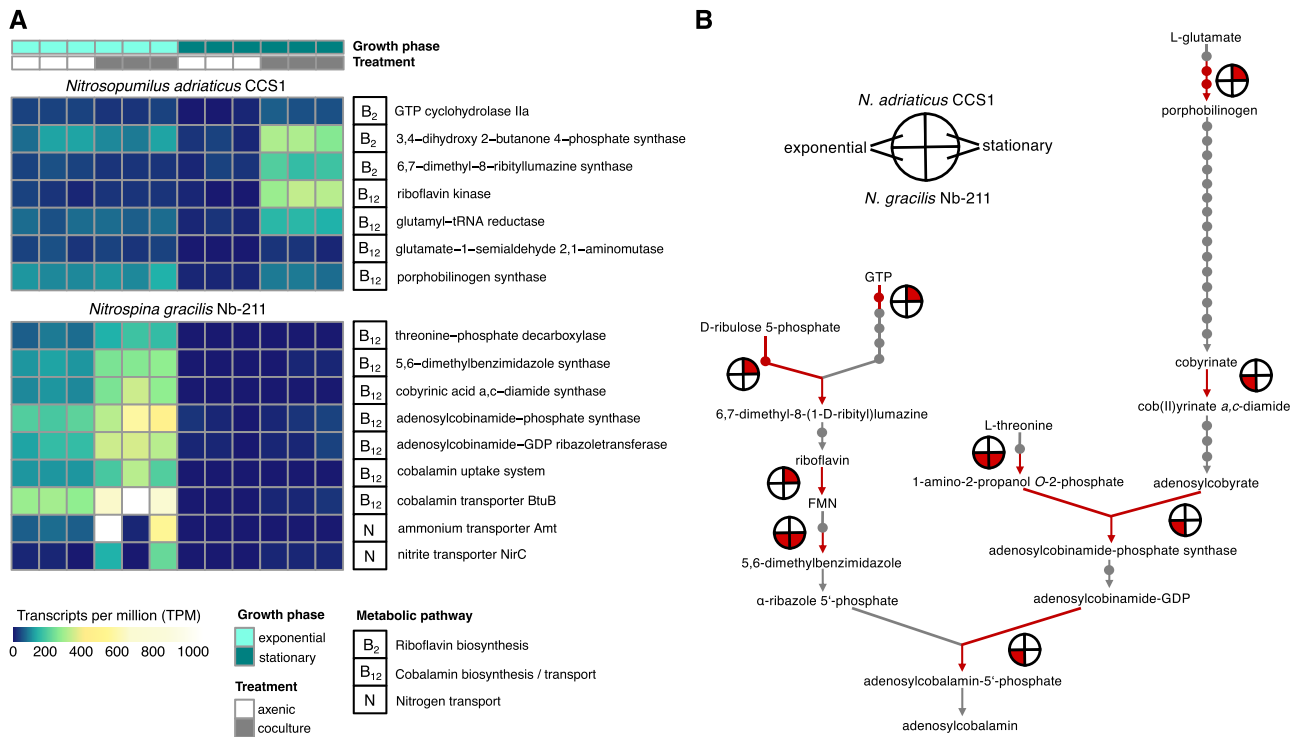 A
Growth phase
Treatment
Nitrosopumilus adriaticus CCS1
B2 GTP cyclohydrolase IIa
B2 3,4–dihydroxy 2–butanone 4–phosphate synthase
B2 6,7–dimethyl–8–ribityllumazine synthase
B12 riboflavin kinase
B12 glutamyl–tRNA reductase
B12 glutamate–1–semialdehyde 2,1–aminomutase
B12 porphobilinogen synthase
Nitrospina gracilis Nb-211
B12 threonine–phosphate decarboxylase
B12 5,6–dimethylbenzimidazole synthase
B12 cobyrinic acid a,c–diamide synthase
B12 adenosylcobinamide–phosphate synthase
B12 adenosylcobinamide–GDP ribazoletransferase
B12 cobalamin uptake system
B12 cobalamin transporter BtuB
N ammonium transporter Amt
N nitrite transporter NirC
Transcripts per million (TPM)
0 200 400 600 800 1000
Growth phase
exponential
stationary
Treatment
axenic
coculture
Metabolic pathway
B2 Riboflavin biosynthesis
B12 Cobalamin biosynthesis / transport
N Nitrogen transport
B
N. adriaticus CCS1
exponential
stationary
N. gracilis Nb-211
L-glutamate
porphobilinogen
GTP
D-ribulose 5-phosphate
6,7-dimethyl-8-(1-D-ribityl)lumazine
riboflavin
FMN
5,6-dimethylbenzimidazole
α-ribazole 5'-phosphate
cobyrinate
cob(II)yrinate a,c-diamide
L-threonine
1-amino-2-propanol O-2-phosphate
adenosylcobyrate
adenosylcobinamide-phosphate synthase
adenosylcobinamide-GDP
adenosylcobalamin-5'-phosphate
adenosylcobalamin